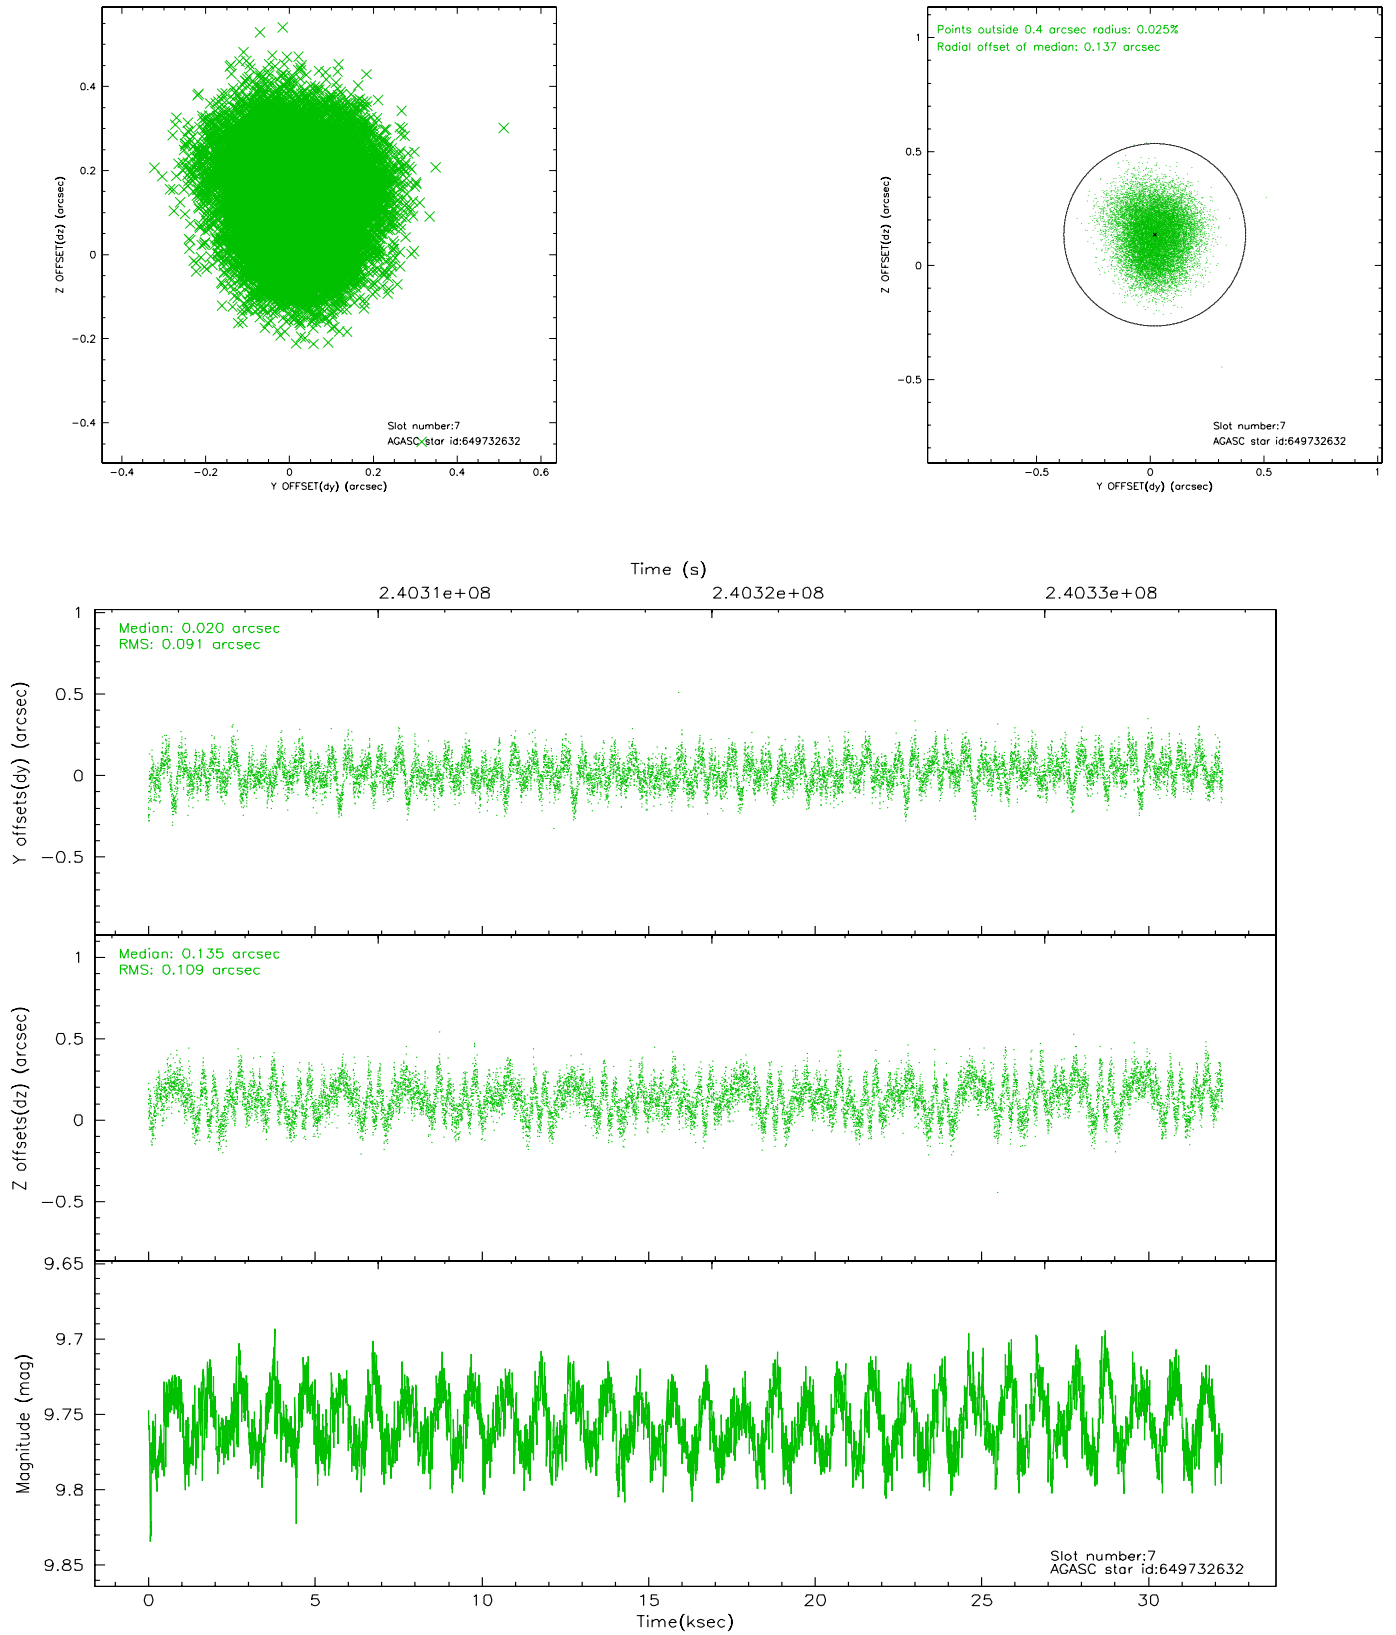 0.4
0.2
0
−0.2
−0.4
Z OFFSET(dz) (arcsec)
Slot number:7
AGASC star id:649732632
−0.4 −0.2 0 0.2 0.4 0.6
Y OFFSET(dy) (arcsec)
Points outside 0.4 arcsec radius: 0.025%
Radial offset of median: 0.137 arcsec
1
0.5
0
−0.5
Z OFFSET(dz) (arcsec)
Slot number:7
AGASC star id:649732632
−0.5 0 0.5 1
Y OFFSET(dy) (arcsec)
Time (s)
2.4031e+08 2.4032e+08 2.4033e+08
Median: 0.020 arcsec
RMS: 0.091 arcsec
1
0.5
0
−0.5
Y offsets(dy) (arcsec)
Median: 0.135 arcsec
RMS: 0.109 arcsec
1
0.5
0
−0.5
Z offsets(dz) (arcsec)
9.65
9.7
9.75
9.8
9.85
Magnitude (mag)
Slot number:7
AGASC star id:649732632
0 5 10 15 20 25 30
Time(ksec)